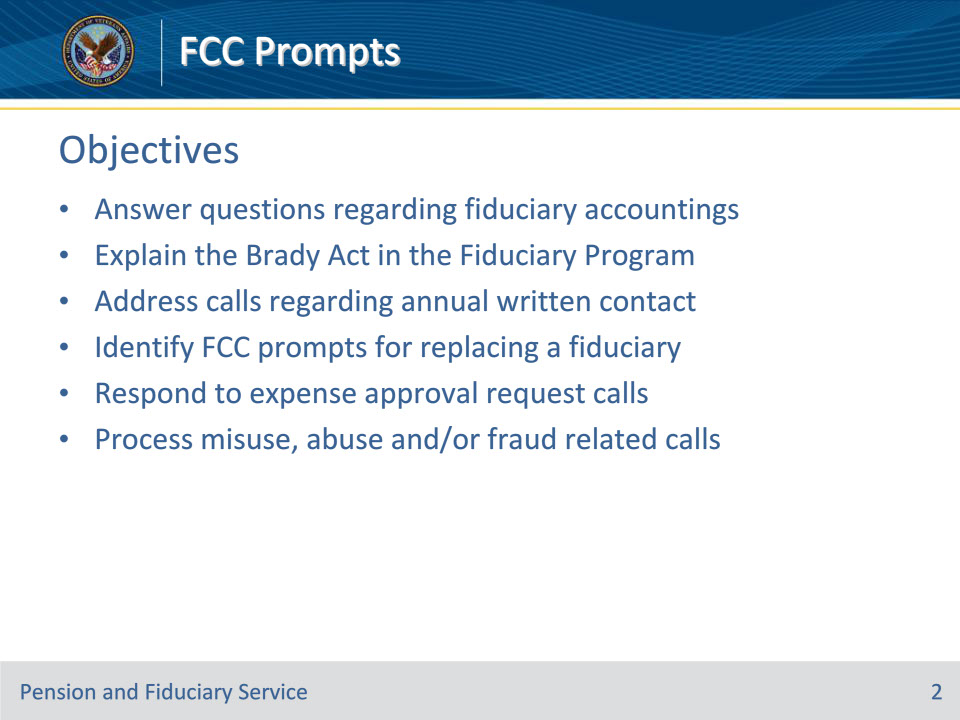 DEPARTMENT OF VETERANS AFFAIRS
UNITED STATES OF AMERICA
FCC Prompts
Objectives
• Answer questions regarding fiduciary accountings
• Explain the Brady Act in the Fiduciary Program
• Address calls regarding annual written contact
• Identify FCC prompts for replacing a fiduciary
• Respond to expense approval request calls
• Process misuse, abuse and/or fraud related calls
Pension and Fiduciary Service
2